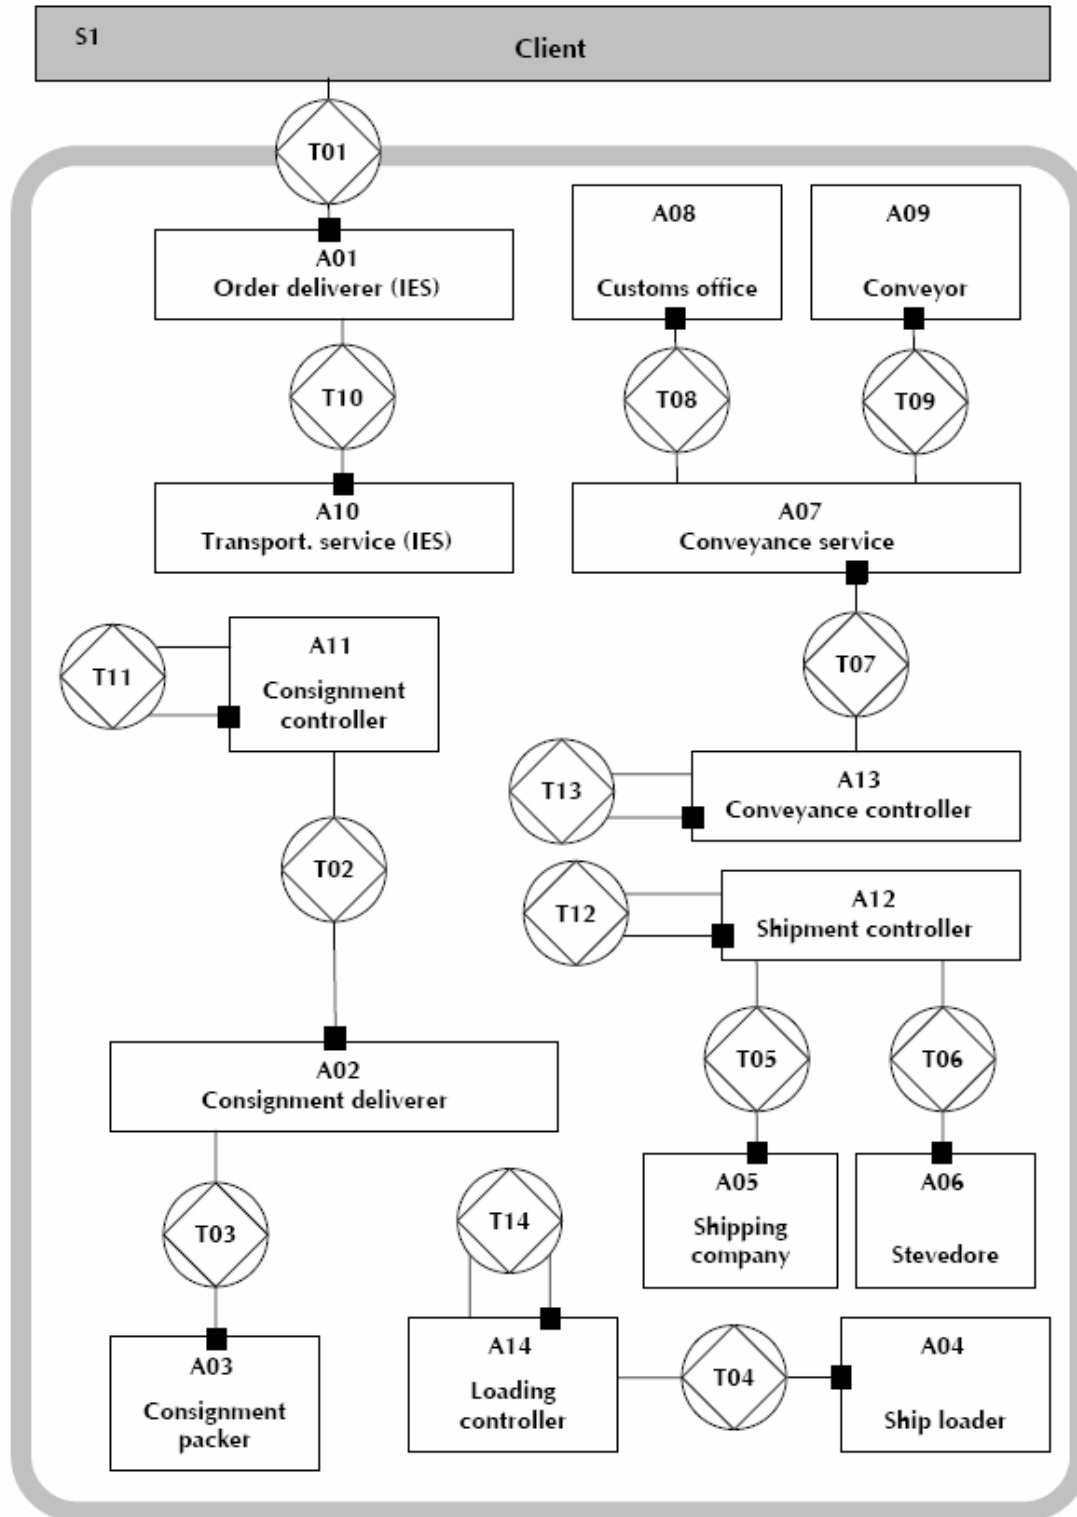 S1
Client
T01
A01
Order deliverer (IES)
A08
Customs office
A09
Conveyor
T10
T08
T09
A10
Transport. service (IES)
A07
Conveyance service
T11
A11
Consignment
controller
T07
T13
A13
Conveyance controller
T02
T12
A12
Shipment controller
A02
Consignment deliverer
T05
T06
T03
T14
A05
Shipping
company
A06
Stevedore
A03
Consignment
packer
A14
Loading
controller
T04
A04
Ship loader